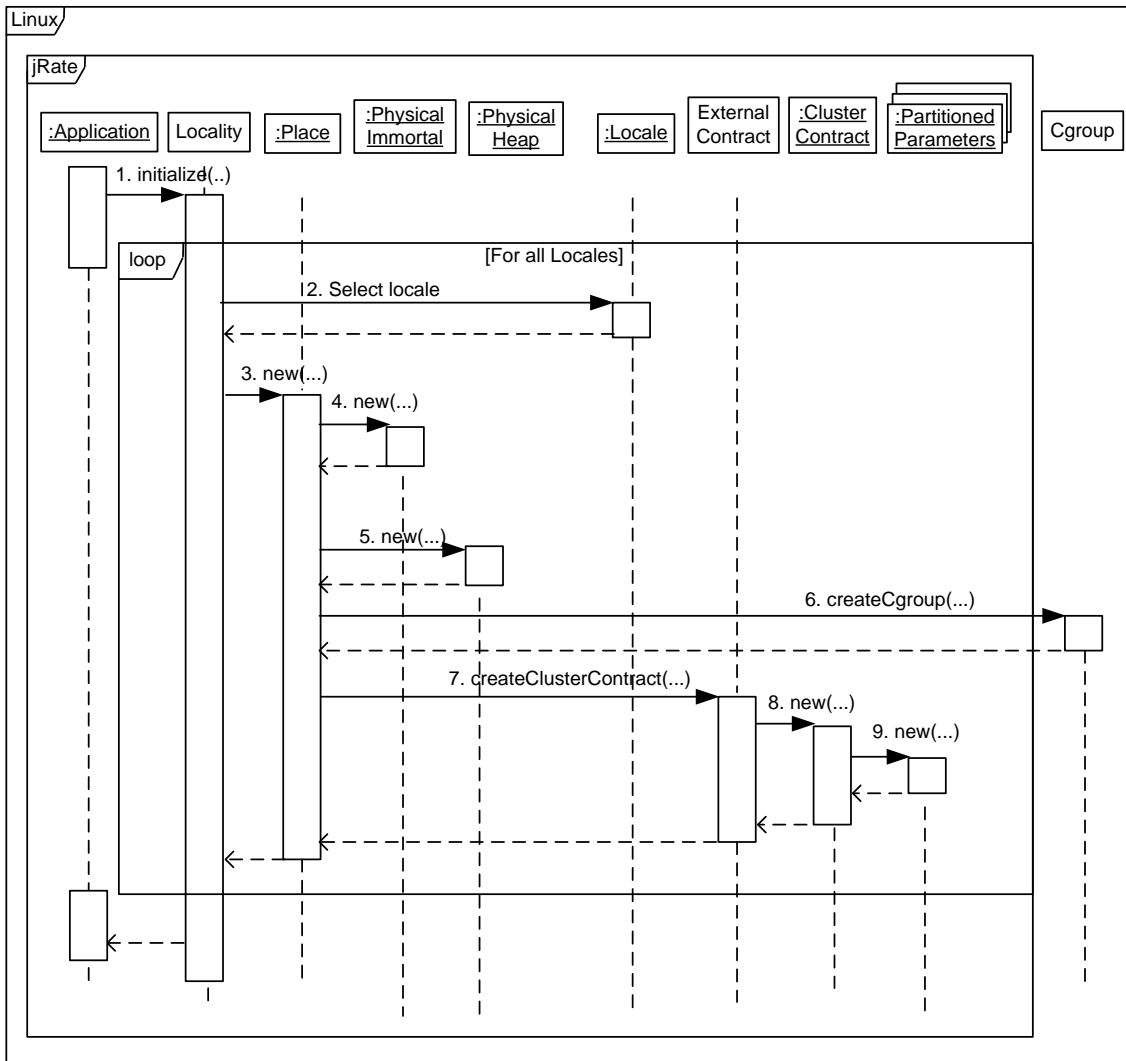 Linux
jRate
:Application
Locality
:Place
:Physical
Immortal
:Physical
Heap
:Locale
External
Contract
:Cluster
Contract
:Partitioned
Parameters
Cgroup
1. initialize(..)
loop
[For all Locales]
2. Select locale
3. new(...)
4. new(...)
5. new(...)
6. createCgroup(...)
7. createClusterContract(...)
8. new(...)
9. new(...)